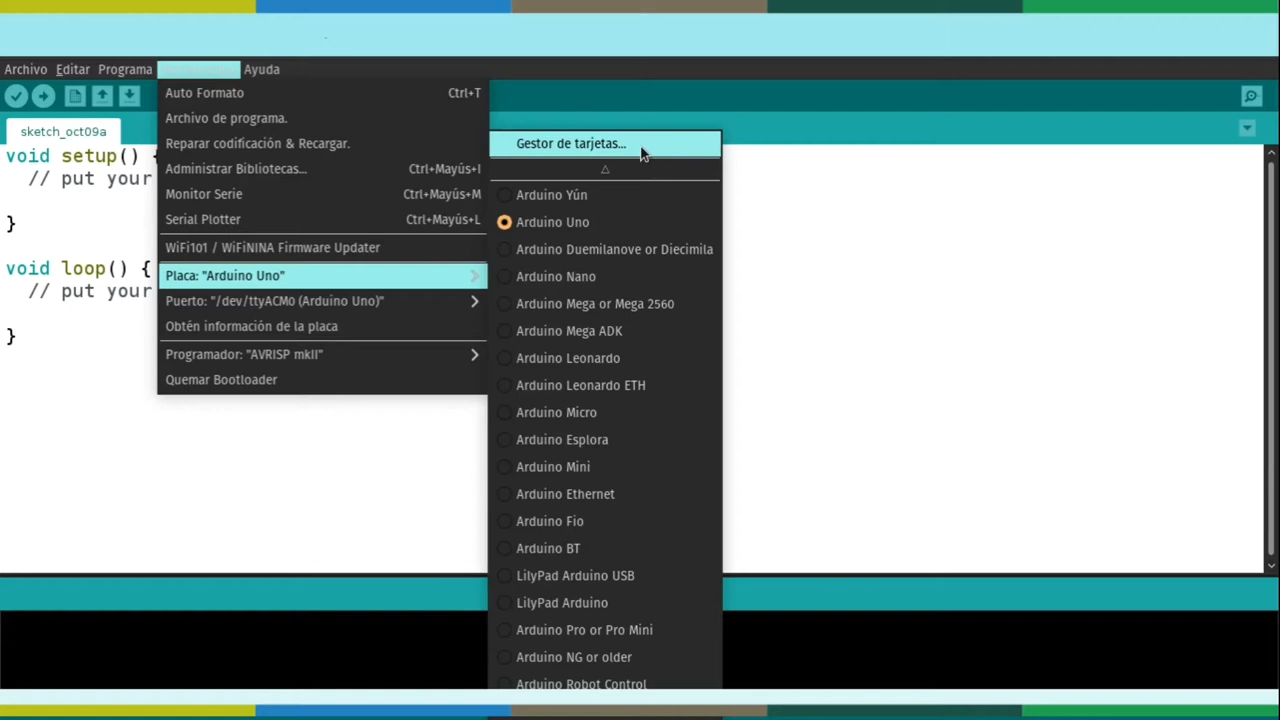 Archivo Editar Programa Ayuda
sketch_oct09a
void setup() {
// put your
}
void loop() {
// put your
}
Auto Formato Ctrl+T
Archivo de programa.
Reparar codificación & Recargar.
Administrar Bibliotecas... Ctrl+Mayús+I
Monitor Serie Ctrl+Mayús+M
Serial Plotter Ctrl+Mayús+L
WiFi101 / WiFiNINA Firmware Updater
Placa: "Arduino Uno"
Puerto: "/dev/ttyACM0 (Arduino Uno)"
Obtén información de la placa
Programador: "AVRISP mkII"
Quemar Bootloader
Gestor de tarjetas...
Arduino Yún
Arduino Uno
Arduino Duemilanove or Diecimila
Arduino Nano
Arduino Mega or Mega 2560
Arduino Mega ADK
Arduino Leonardo
Arduino Leonardo ETH
Arduino Micro
Arduino Esplora
Arduino Mini
Arduino Ethernet
Arduino Fio
Arduino BT
LilyPad Arduino USB
LilyPad Arduino
Arduino Pro or Pro Mini
Arduino NG or older
Arduino Robot Control